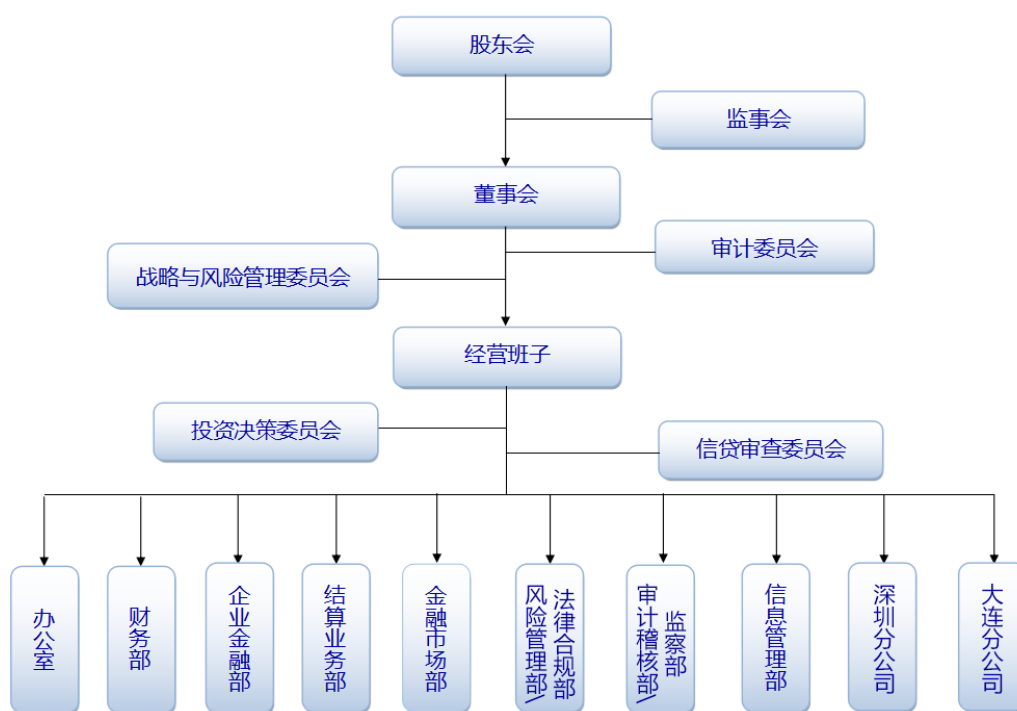 股东会
监事会
董事会
审计委员会
战略与风险管理委员会
经营班子
投资决策委员会
信贷审查委员会
办公室
财务部
企业金融部
结算业务部
金融市场部
风险管理部\
法律合规部
审计稽核部\
监察部
信息管理部
深圳分公司
大连分公司